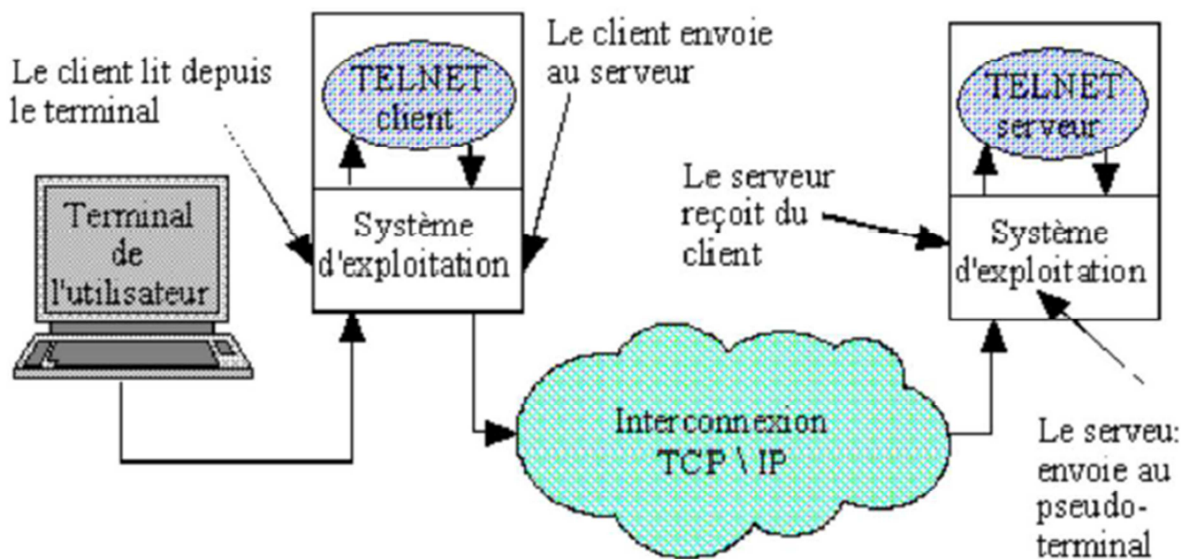 Le client lit depuis
le terminal
TELNET
client
Le client envoie
au serveur
TELNET
serveur
Terminal
de
l'utilisateur
Système
d'exploitation
Le serveur
reçoit du
client
Système
d'exploitation
Interconnexion
TCP \ IP
Le serveu:
envoie au
pseudo-
terminal